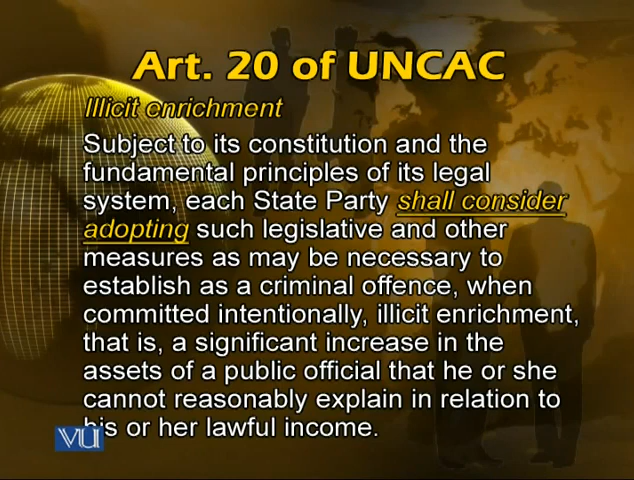 Art. 20 of UNCAC
Illicit enrichment
Subject to its constitution and the
fundamental principles of its legal
system, each State Party shall consider
adopting such legislative and other
measures as may be necessary to
establish as a criminal offence, when
committed intentionally, illicit enrichment,
that is, a significant increase in the
assets of a public official that he or she
cannot reasonably explain in relation to
his or her lawful income.
VU